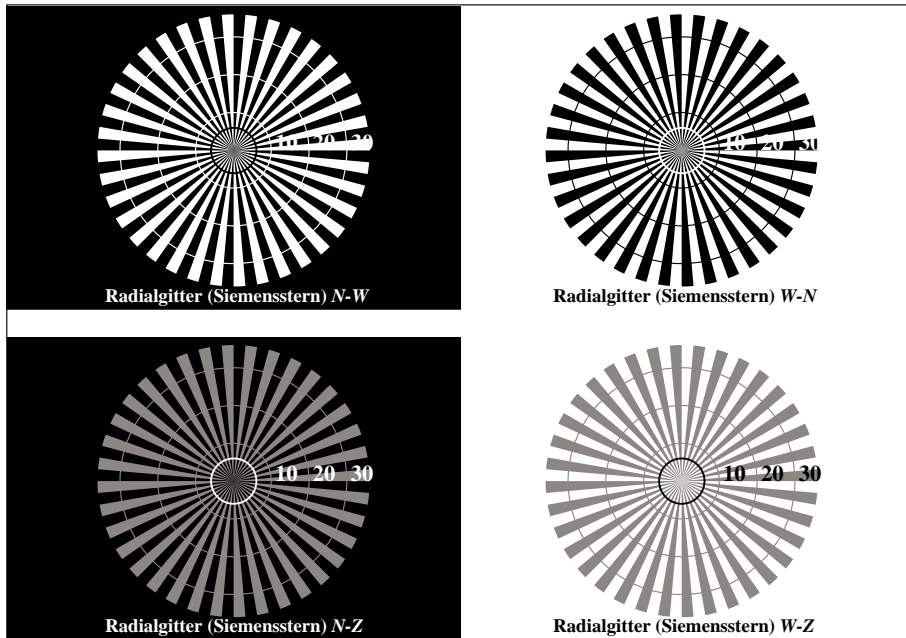 10 20 30
Radialgitter (Siemensstern) N-W
10 20 30
Radialgitter (Siemensstern) W-N
10 20 30
Radialgitter (Siemensstern) N-Z
10 20 30
Radialgitter (Siemensstern) W-Z